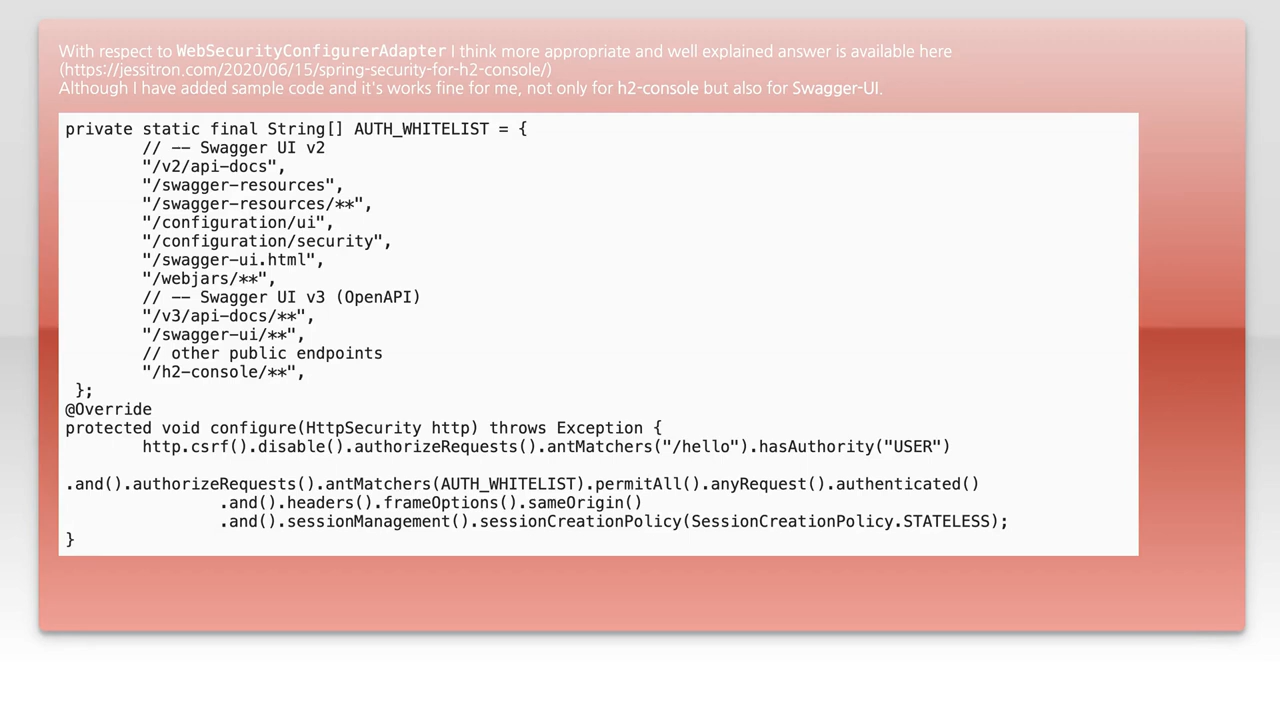 With respect to WebSecurityConfigurerAdapter I think more appropriate and well explained answer is available here
(https://jessitron.com/2020/06/15/spring-security-for-h2-console/)
Although I have added sample code and it's works fine for me, not only for h2-console but also for Swagger-UI.
private static final String[] AUTH_WHITELIST = {
        // -- Swagger UI v2
        "/v2/api-docs",
        "/swagger-resources",
        "/swagger-resources/**",
        "/configuration/ui",
        "/configuration/security",
        "/swagger-ui.html",
        "/webjars/**",
        // -- Swagger UI v3 (OpenAPI)
        "/v3/api-docs/**",
        "/swagger-ui/**",
        // other public endpoints
        "/h2-console/**",
 };
@Override
protected void configure(HttpSecurity http) throws Exception {
        http.csrf().disable().authorizeRequests().antMatchers("/hello").hasAuthority("USER")
.and().authorizeRequests().antMatchers(AUTH_WHITELIST).permitAll().anyRequest().authenticated()
                .and().headers().frameOptions().sameOrigin()
                .and().sessionManagement().sessionCreationPolicy(SessionCreationPolicy.STATELESS);
}